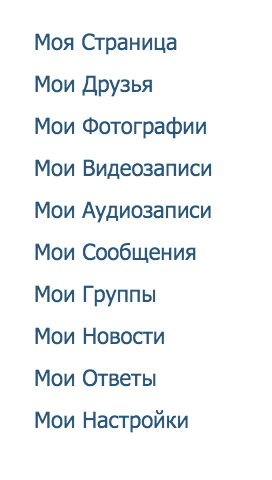 Моя Страница
Мои Друзья
Мои Фотографии
Мои Видеозаписи
Мои Аудиозаписи
Мои Сообщения
Мои Группы
Мои Новости
Мои Ответы
Мои Настройки